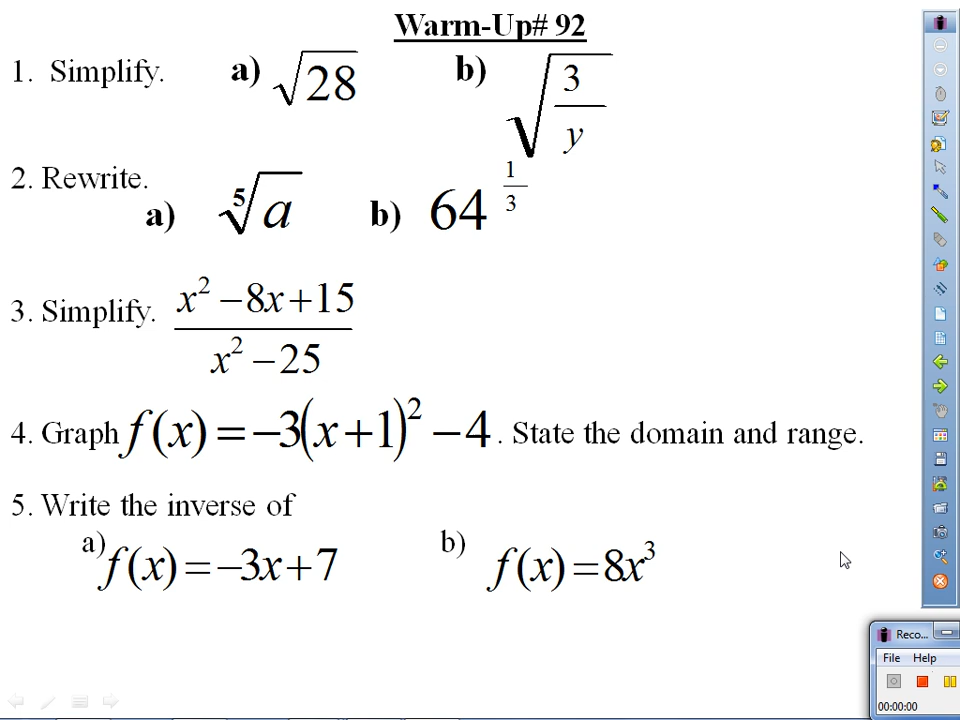 Warm-Up# 92
1. Simplify. a) √28 b) √(3/y)
2. Rewrite. a) ⁵√a b) 64^(1/3)
3. Simplify. (x² − 8x + 15)/(x² − 25)
4. Graph f(x) = −3(x + 1)² − 4. State the domain and range.
5. Write the inverse of
a) f(x) = −3x + 7 b) f(x) = 8x³
Reco...
File Help
00:00:00